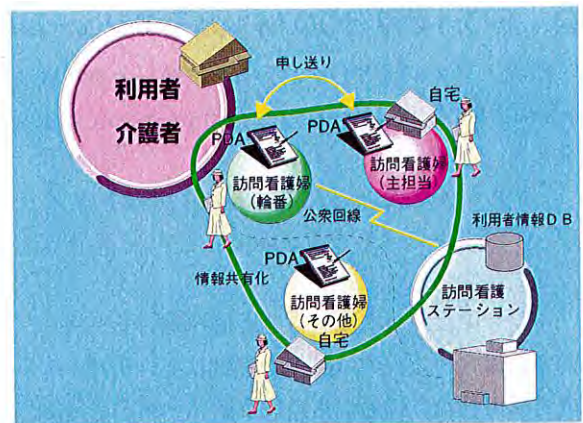 利用者
介護者
申し送り
自宅
PDA
PDA
訪問看護婦
(輪番)
訪問看護婦
(主担当)
公衆回線
利用者情報DB
情報共有化
PDA
訪問看護婦
(その他)
自宅
訪問看護
ステーション